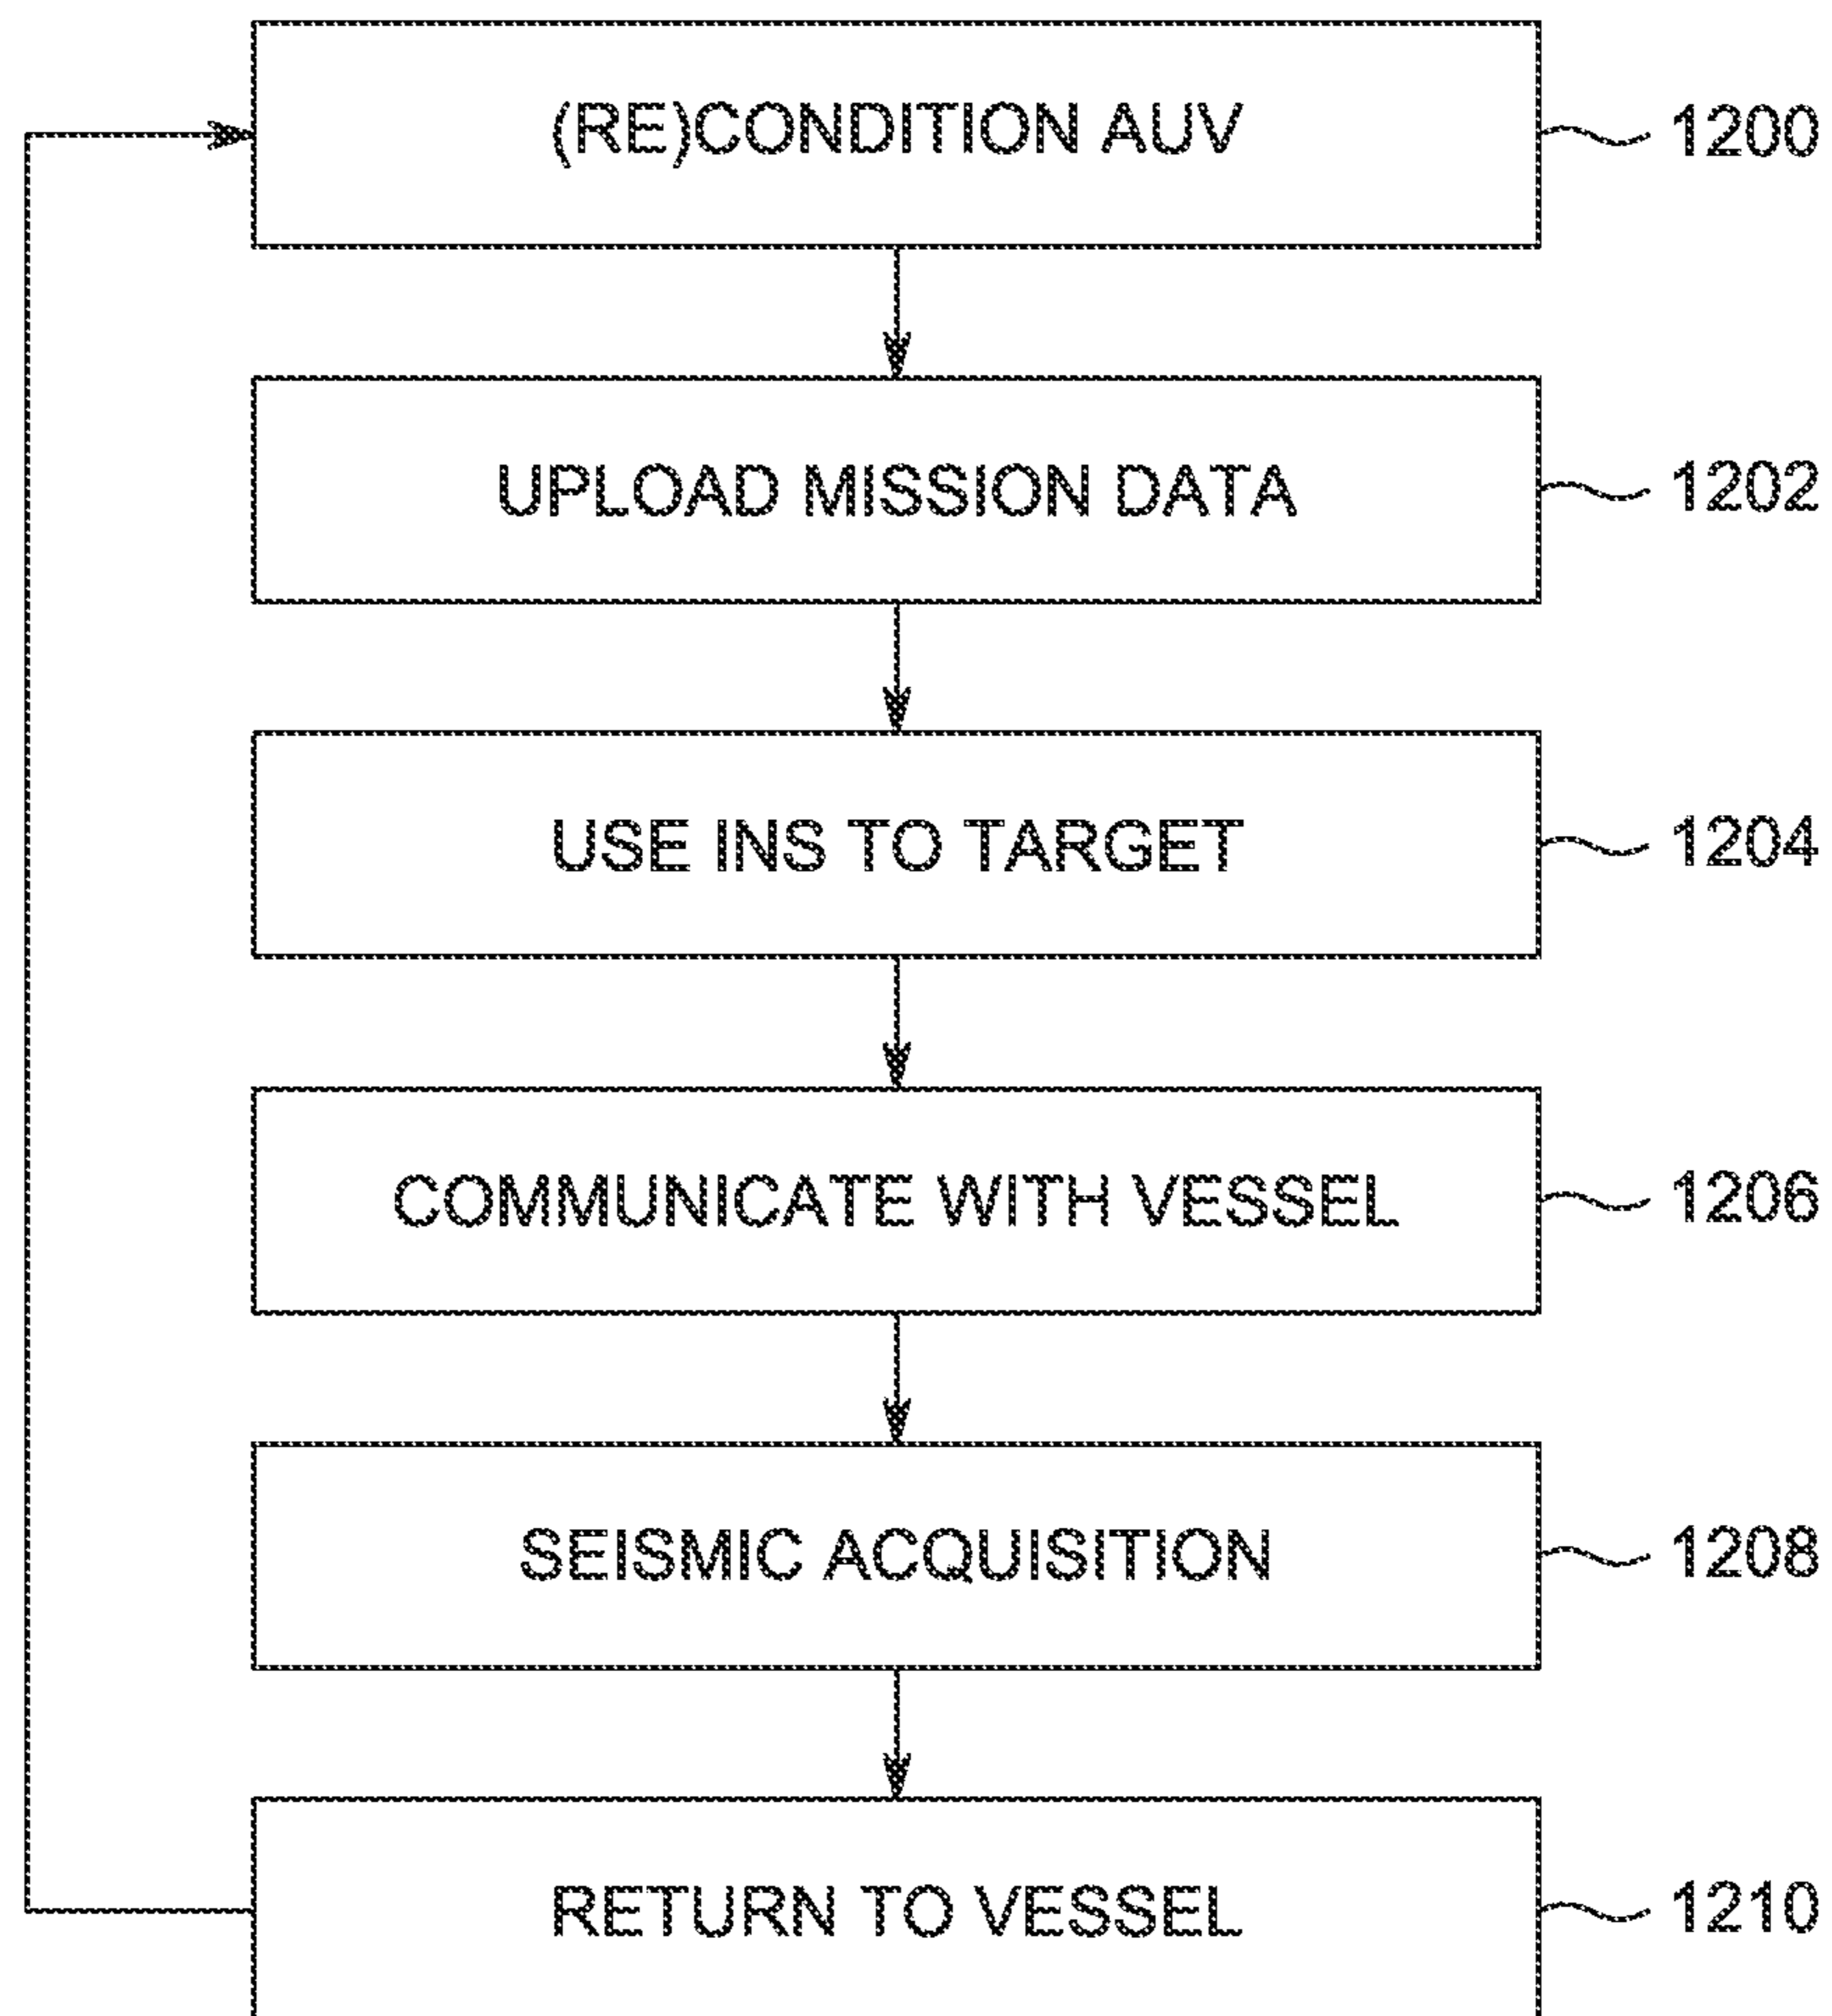 (RE)CONDITION AUV
1200
UPLOAD MISSION DATA
1202
USE INS TO TARGET
1204
COMMUNICATE WITH VESSEL
1206
SEISMIC ACQUISITION
1208
RETURN TO VESSEL
1210